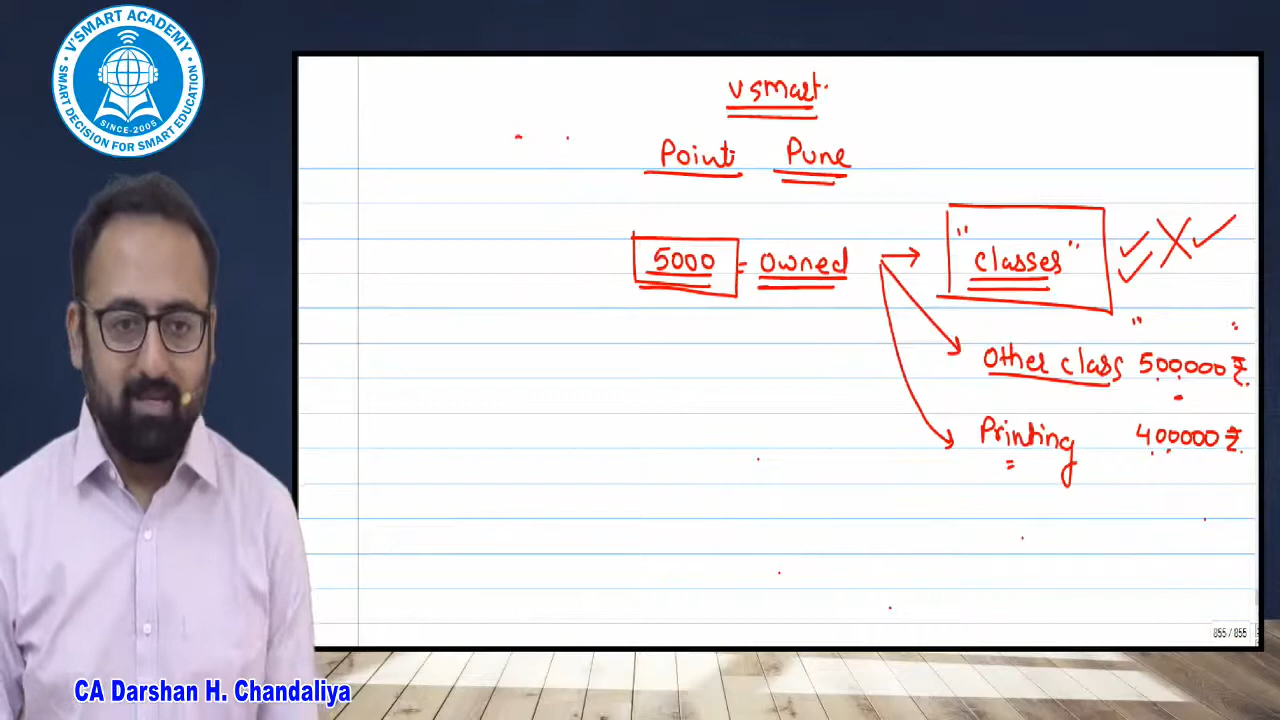 V'SMART ACADEMY
SINCE-2005
SMART DECISION FOR SMART EDUCATION
vsmart.
Point Pune
5000 = owned → "classes"
Other class 500000 ₹
Printing 400000 ₹
855 / 855
CA Darshan H. Chandaliya